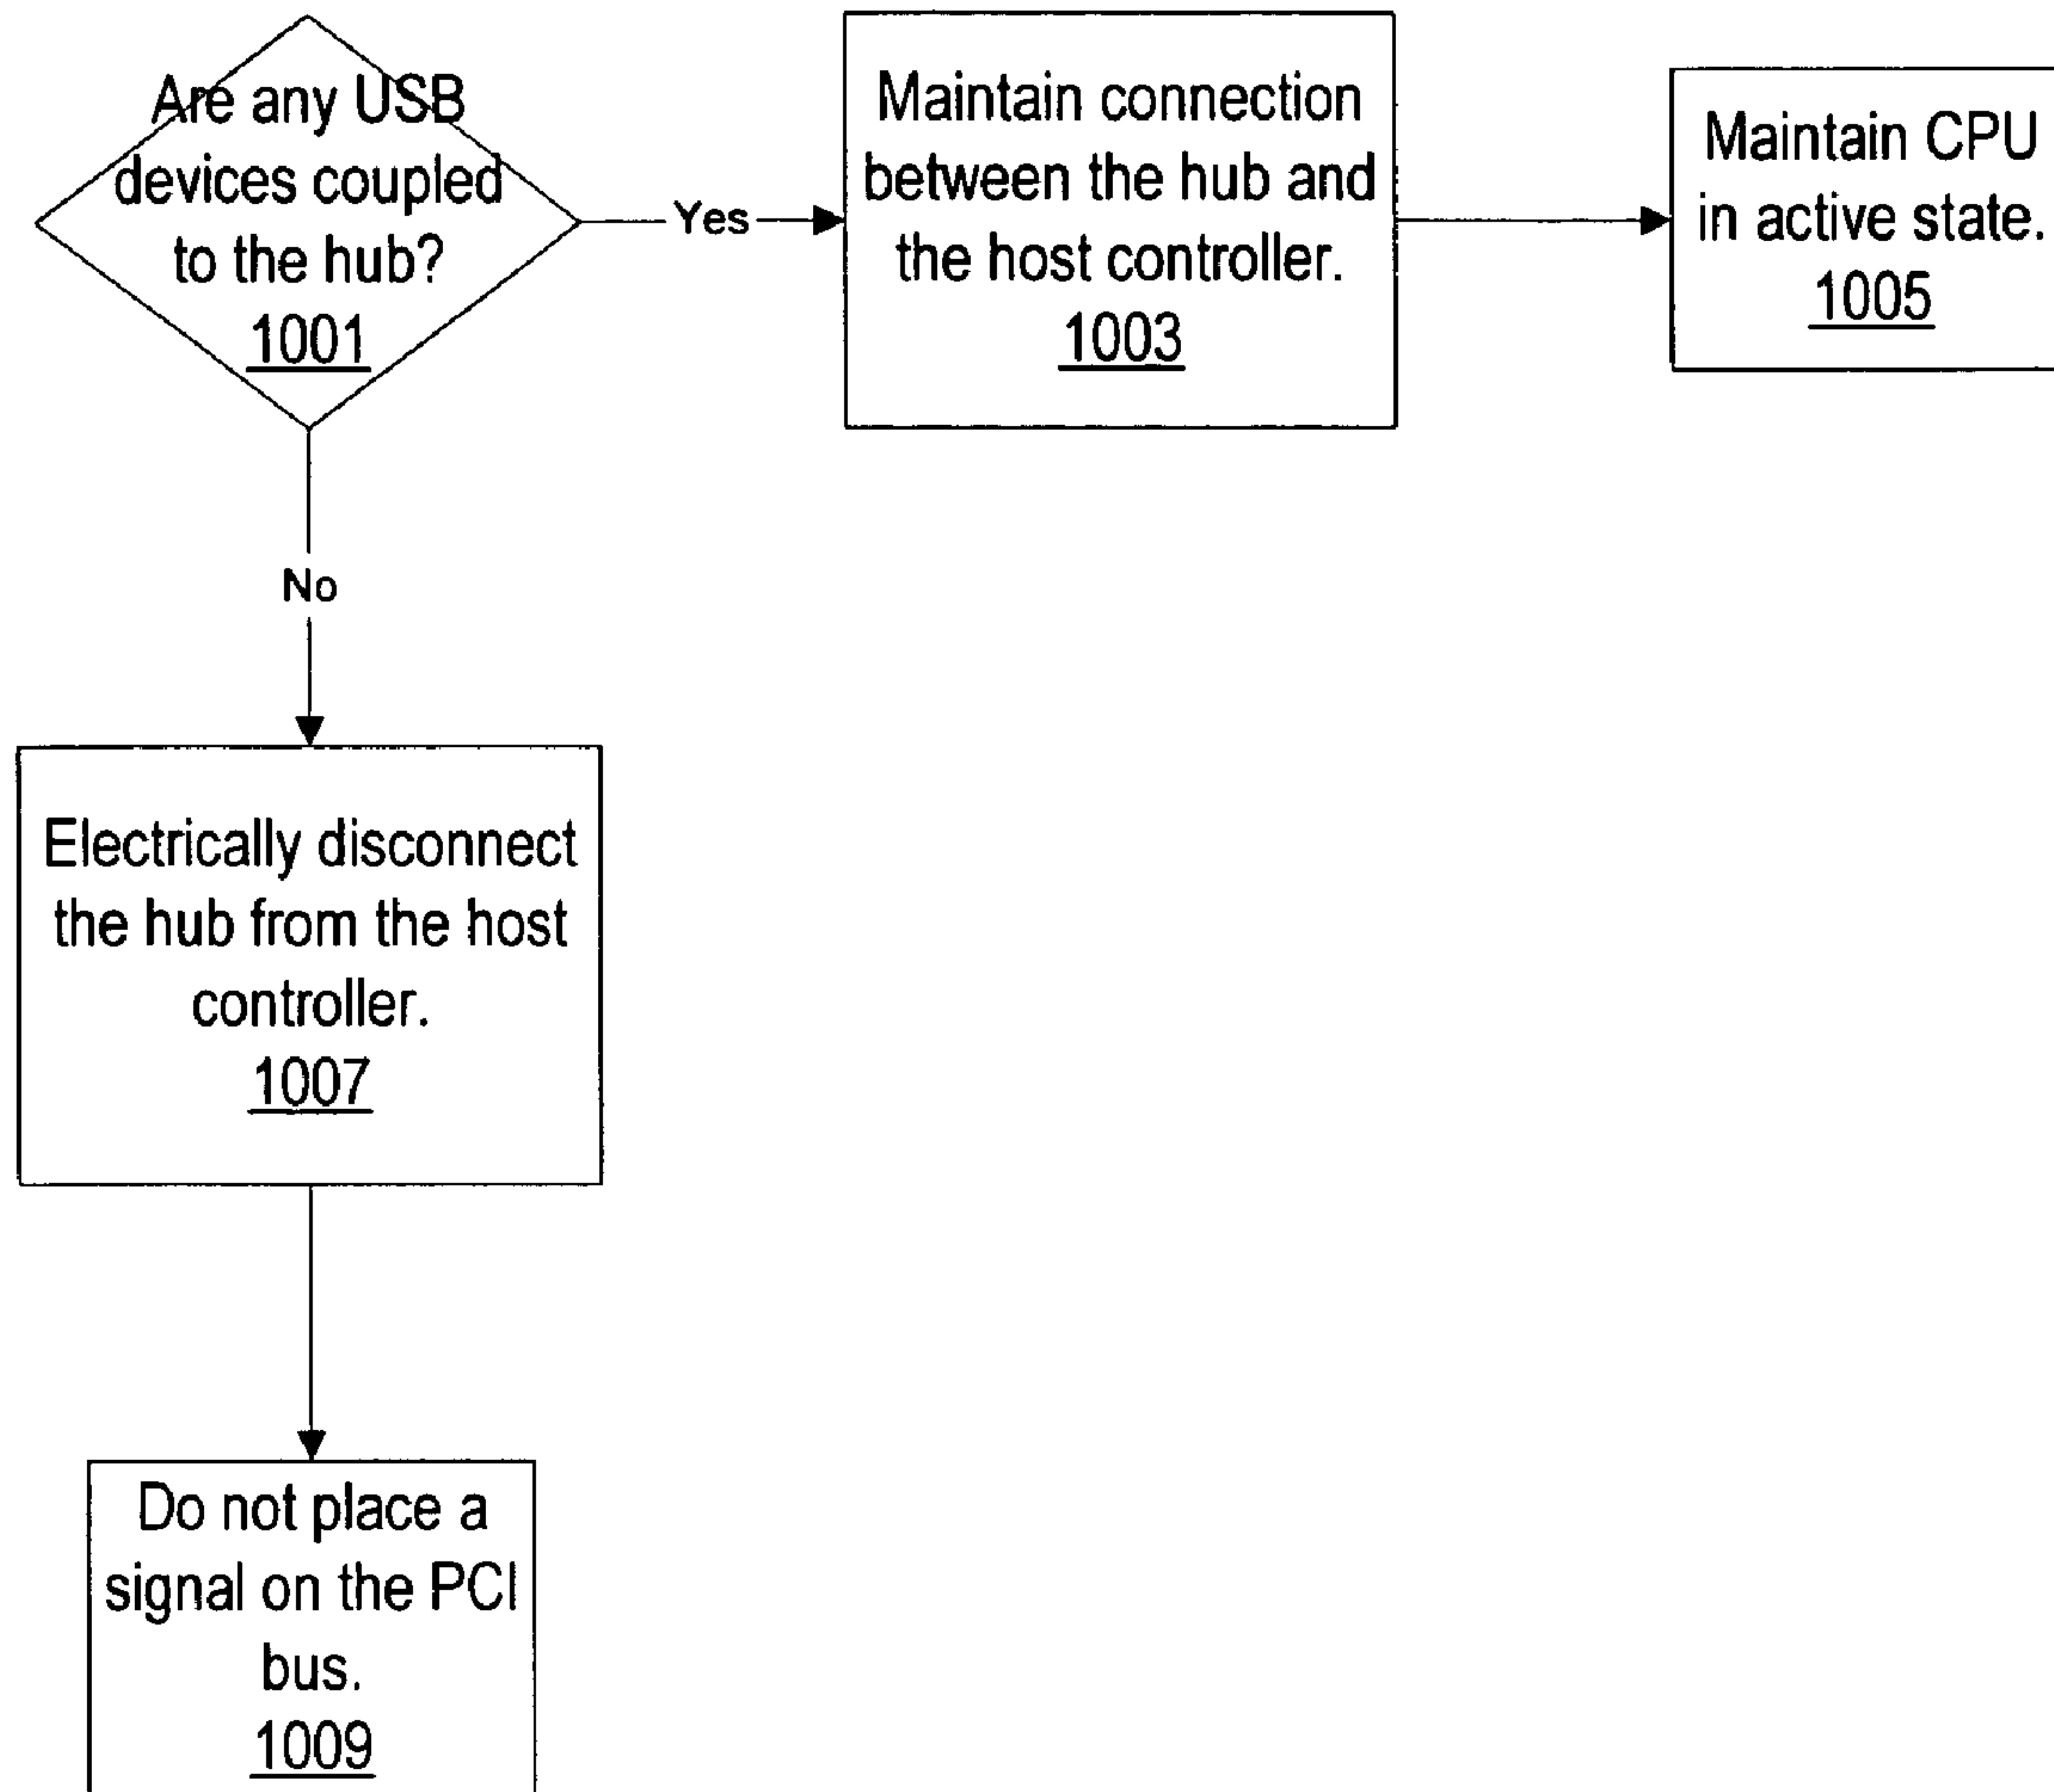 Are any USB
devices coupled
to the hub?
1001
Yes
Maintain connection
between the hub and
the host controller.
1003
Maintain CPU
in active state.
1005
No
Electrically disconnect
the hub from the host
controller.
1007
Do not place a
signal on the PCI
bus.
1009